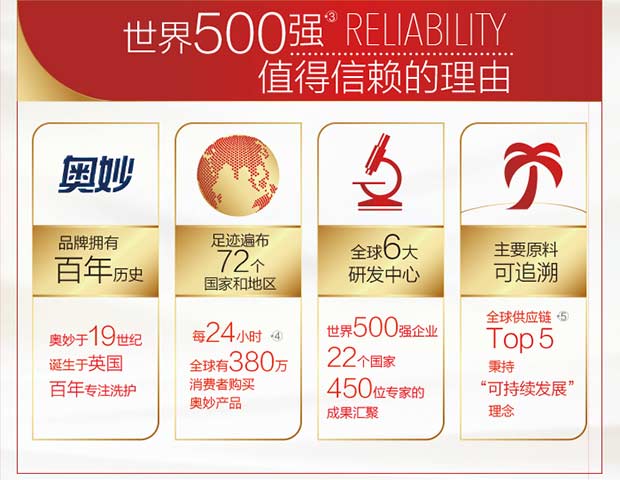 世界500强*③ RELIABILITY
值得信赖的理由
奥妙
品牌拥有
百年历史
奥妙于19世纪
诞生于英国
百年专注洗护
足迹遍布
72个
国家和地区
每24小时 *④
全球有380万
消费者购买
奥妙产品
全球6大
研发中心
世界500强企业
22个国家
450位专家的
成果汇聚
主要原料
可追溯
全球供应链 *⑤
Top 5
秉持
“可持续发展”
理念